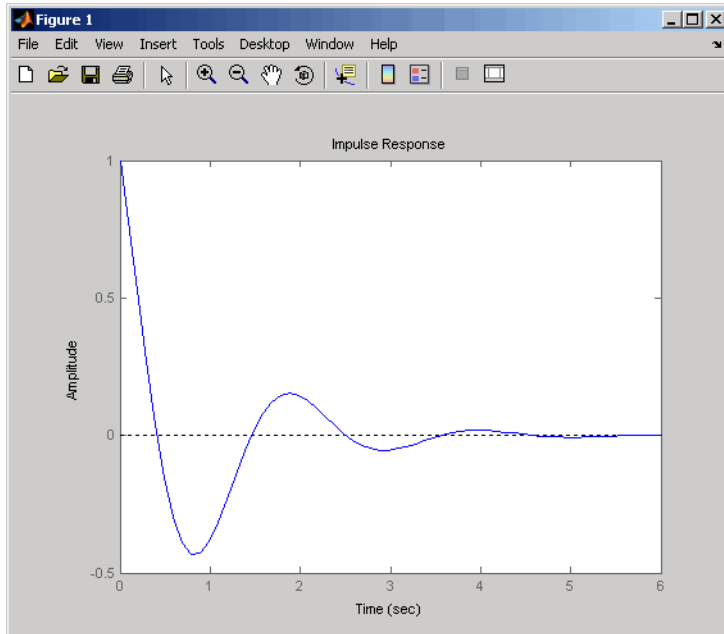 Figure 1
File Edit View Insert Tools Desktop Window Help
Impulse Response
1
0.5
0
-0.5
Amplitude
0 1 2 3 4 5 6
Time (sec)